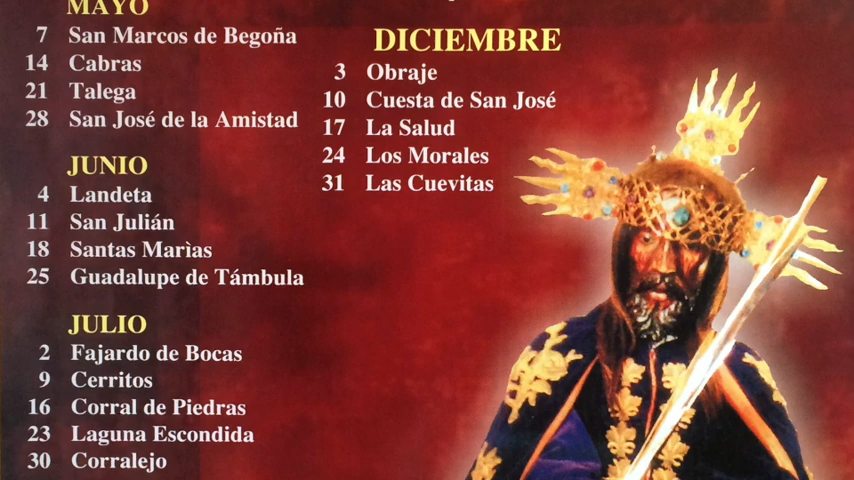 MAYO
7 San Marcos de Begoña
14 Cabras
21 Talega
28 San José de la Amistad
JUNIO
4 Landeta
11 San Julián
18 Santas Marìas
25 Guadalupe de Támbula
JULIO
2 Fajardo de Bocas
9 Cerritos
16 Corral de Piedras
23 Laguna Escondida
30 Corralejo
DICIEMBRE
3 Obraje
10 Cuesta de San José
17 La Salud
24 Los Morales
31 Las Cuevitas